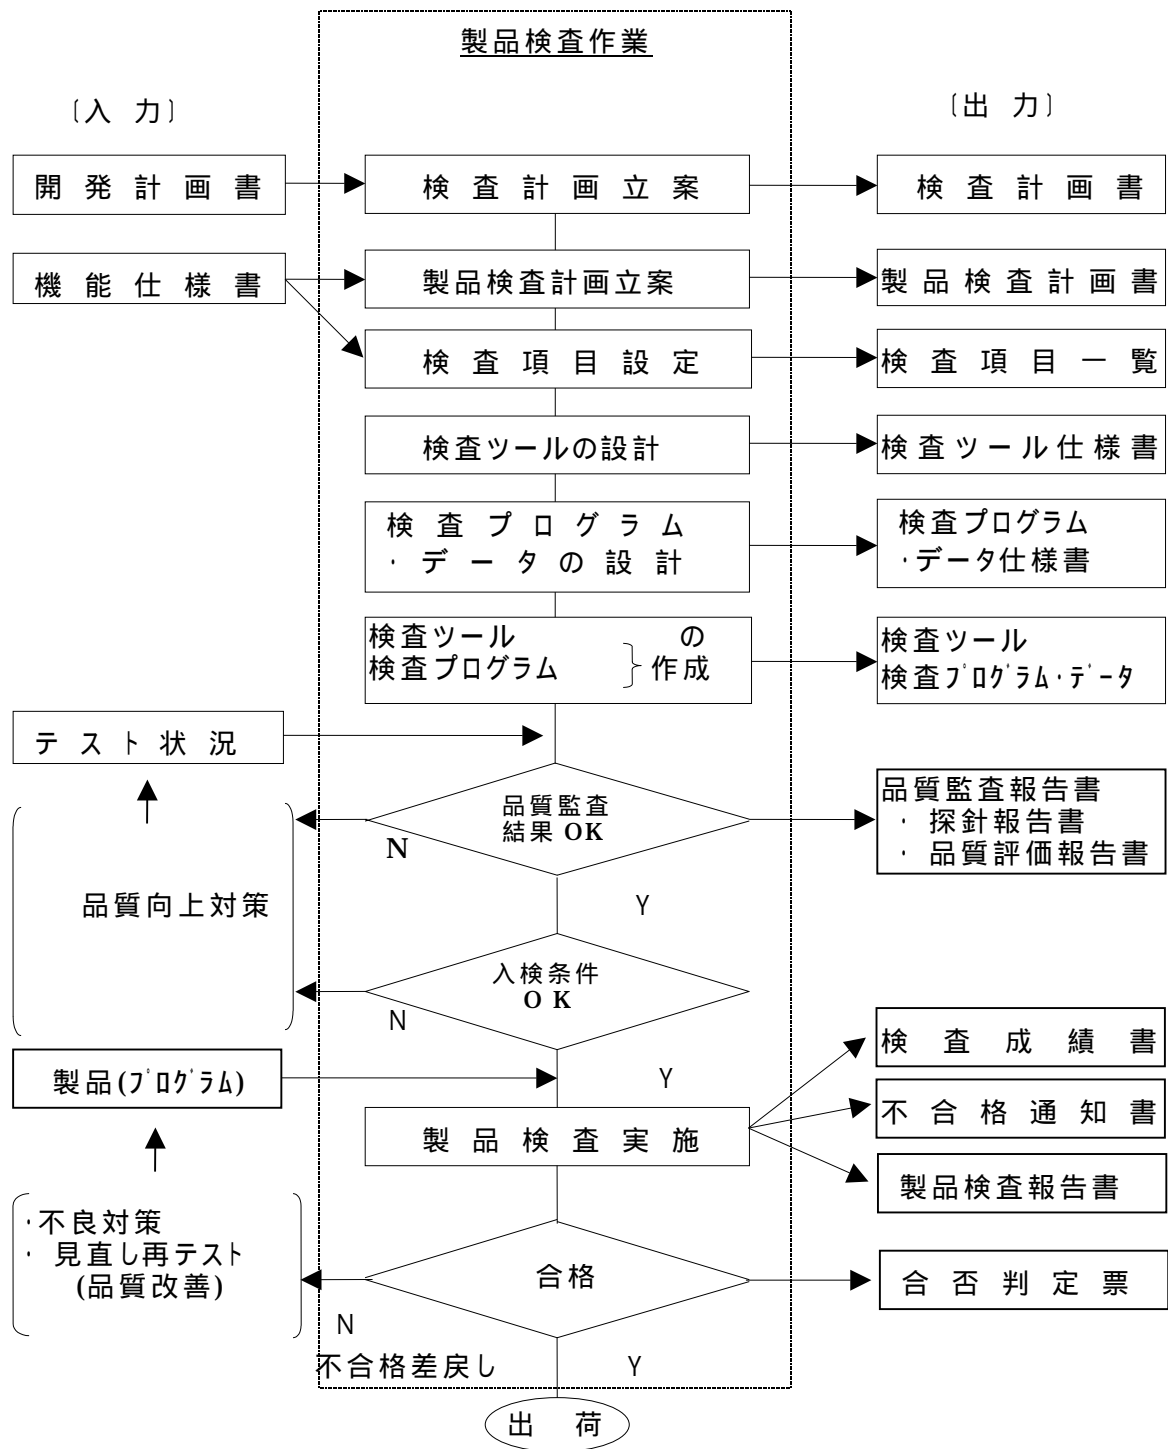 製品検査作業
〔入 力〕
〔出 力〕
開発計画書
検査計画立案
検査計画書
機能仕様書
製品検査計画立案
製品検査計画書
検査項目設定
検査項目一覧
検査ツールの設計
検査ツール仕様書
検査プログラム
・データの設計
検査プログラム
・データ仕様書
検査ツール
検査プログラム
の
作成
検査ツール
検査ﾌﾟﾛｸﾞﾗﾑ・ﾃﾞｰﾀ
テスト状況
品質監査
結果 OK
N
品質監査報告書
・ 探針報告書
・ 品質評価報告書
品質向上対策
Y
入検条件
O K
N
検査成績書
製品(ﾌﾟﾛｸﾞﾗﾑ)
Y
不合格通知書
製品検査実施
製品検査報告書
・不良対策
・ 見直し再テスト
(品質改善)
合格
合否判定票
N
不合格差戻し
Y
出 荷